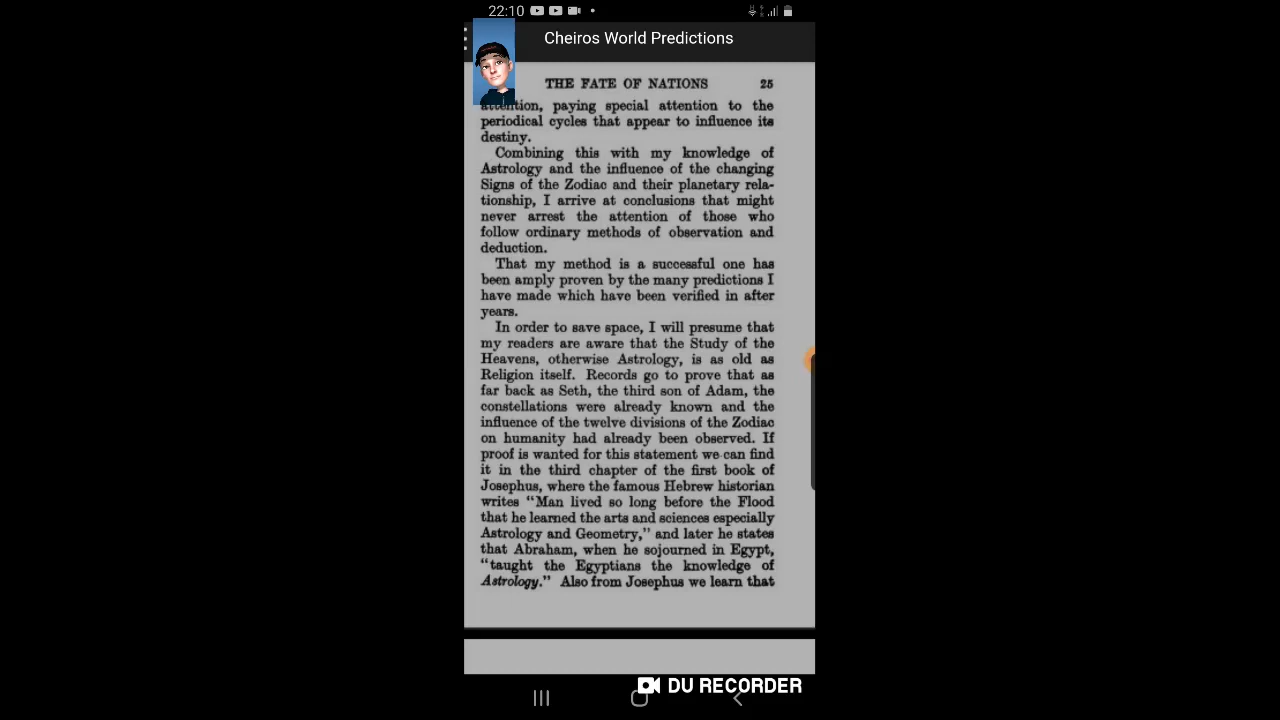 22:10
Cheiros World Predictions
THE FATE OF NATIONS 25
attention, paying special attention to the
periodical cycles that appear to influence its
destiny.
Combining this with my knowledge of
Astrology and the influence of the changing
Signs of the Zodiac and their planetary rela-
tionship, I arrive at conclusions that might
never arrest the attention of those who
follow ordinary methods of observation and
deduction.
That my method is a successful one has
been amply proven by the many predictions I
have made which have been verified in after
years.
In order to save space, I will presume that
my readers are aware that the Study of the
Heavens, otherwise Astrology, is as old as
Religion itself. Records go to prove that as
far back as Seth, the third son of Adam, the
constellations were already known and the
influence of the twelve divisions of the Zodiac
on humanity had already been observed. If
proof is wanted for this statement we can find
it in the third chapter of the first book of
Josephus, where the famous Hebrew historian
writes "Man lived so long before the Flood
that he learned the arts and sciences especially
Astrology and Geometry," and later he states
that Abraham, when he sojourned in Egypt,
"taught the Egyptians the knowledge of
Astrology." Also from Josephus we learn that
DU RECORDER